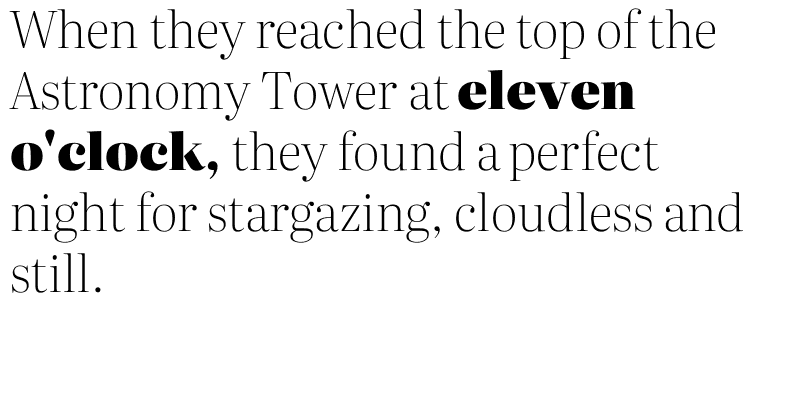 When they reached the top of the
Astronomy Tower at eleven
o'clock, they found a perfect
night for stargazing, cloudless and
still.